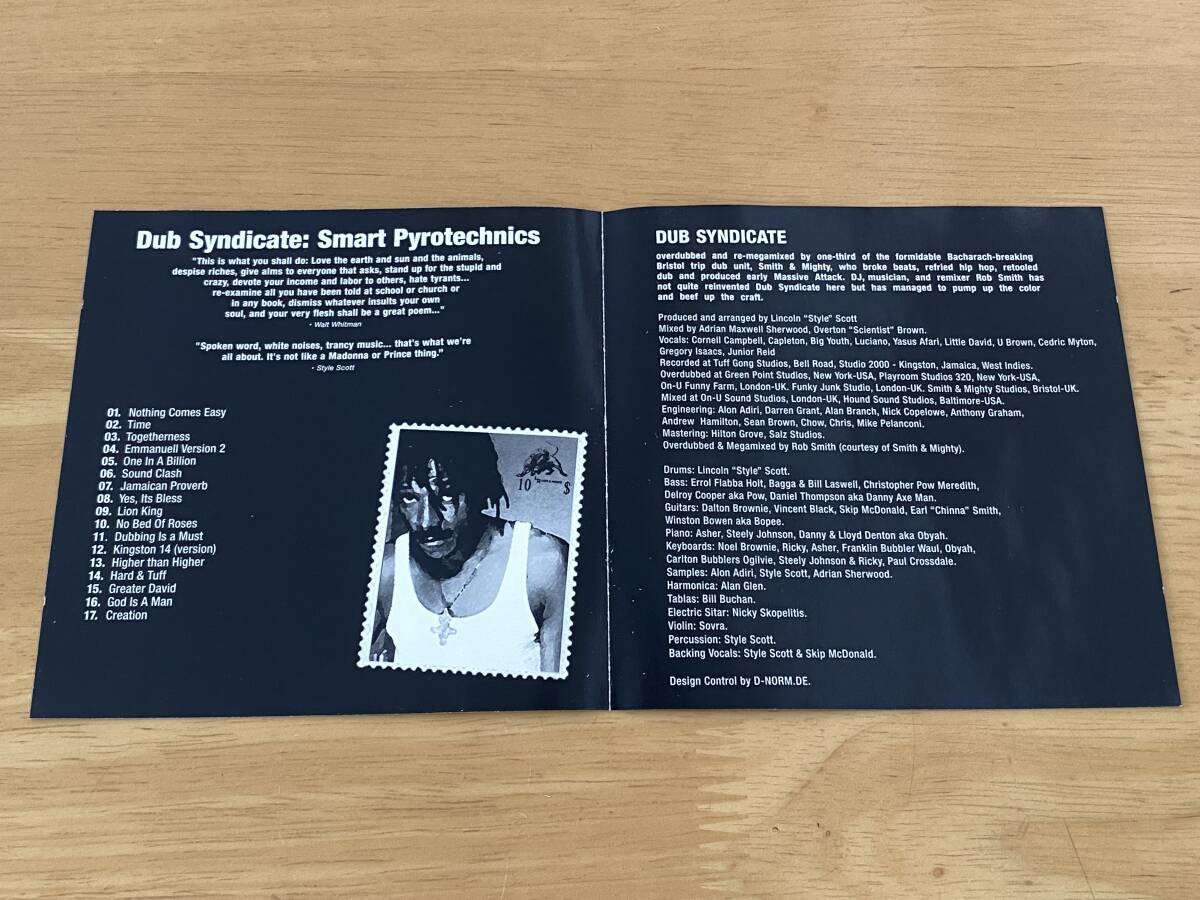 Dub Syndicate: Smart Pyrotechnics
"This is what you shall do: Love the earth and sun and the animals,
despise riches, give alms to everyone that asks, stand up for the stupid and
crazy, devote your income and labor to others, hate tyrants...
re-examine all you have been told at school or church or
in any book, dismiss whatever insults your own
soul, and your very flesh shall be a great poem..."
- Walt Whitman
"Spoken word, white noises, trancy music... that's what we're
all about. It's not like a Madonna or Prince thing."
- Style Scott
01. Nothing Comes Easy
02. Time
03. Togetherness
04. Emmanuell Version 2
05. One In A Billion
06. Sound Clash
07. Jamaican Proverb
08. Yes, Its Bless
09. Lion King
10. No Bed Of Roses
11. Dubbing Is a Must
12. Kingston 14 (version)
13. Higher than Higher
14. Hard & Tuff
15. Greater David
16. God Is A Man
17. Creation
10 $
DUB SYNDICATE
overdubbed and re-megamixed by one-third of the formidable Bacharach-breaking
Bristol trip dub unit, Smith & Mighty, who broke beats, refried hip hop, retooled
dub and produced early Massive Attack. DJ, musician, and remixer Rob Smith has
not quite reinvented Dub Syndicate here but has managed to pump up the color
and beef up the craft.
Produced and arranged by Lincoln "Style" Scott
Mixed by Adrian Maxwell Sherwood, Overton "Scientist" Brown.
Vocals: Cornell Campbell, Capleton, Big Youth, Luciano, Yasus Afari, Little David, U Brown, Cedric Myton,
Gregory Isaacs, Junior Reid
Recorded at Tuff Gong Studios, Bell Road, Studio 2000 - Kingston, Jamaica, West Indies.
Overdubbed at Green Point Studios, New York-USA, Playroom Studios 320, New York-USA,
On-U Funny Farm, London-UK. Funky Junk Studio, London-UK. Smith & Mighty Studios, Bristol-UK.
Mixed at On-U Sound Studios, London-UK, Hound Sound Studios, Baltimore-USA.
Engineering: Alon Adiri, Darren Grant, Alan Branch, Nick Copelowe, Anthony Graham,
Andrew Hamilton, Sean Brown, Chow, Chris, Mike Pelanconi.
Mastering: Hilton Grove, Salz Studios.
Overdubbed & Megamixed by Rob Smith (courtesy of Smith & Mighty).
Drums: Lincoln "Style" Scott.
Bass: Errol Flabba Holt, Bagga & Bill Laswell, Christopher Pow Meredith,
Delroy Cooper aka Pow, Daniel Thompson aka Danny Axe Man.
Guitars: Dalton Brownie, Vincent Black, Skip McDonald, Earl "Chinna" Smith,
Winston Bowen aka Bopee.
Piano: Asher, Steely Johnson, Danny & Lloyd Denton aka Obyah.
Keyboards: Noel Brownie, Ricky, Asher, Franklin Bubbler Waul, Obyah,
Carlton Bubblers Ogilvie, Steely Johnson & Ricky, Paul Crossdale.
Samples: Alon Adiri, Style Scott, Adrian Sherwood.
Harmonica: Alan Glen.
Tablas: Bill Buchan.
Electric Sitar: Nicky Skopelitis.
Violin: Sovra.
Percussion: Style Scott.
Backing Vocals: Style Scott & Skip McDonald.
Design Control by D-NORM.DE.